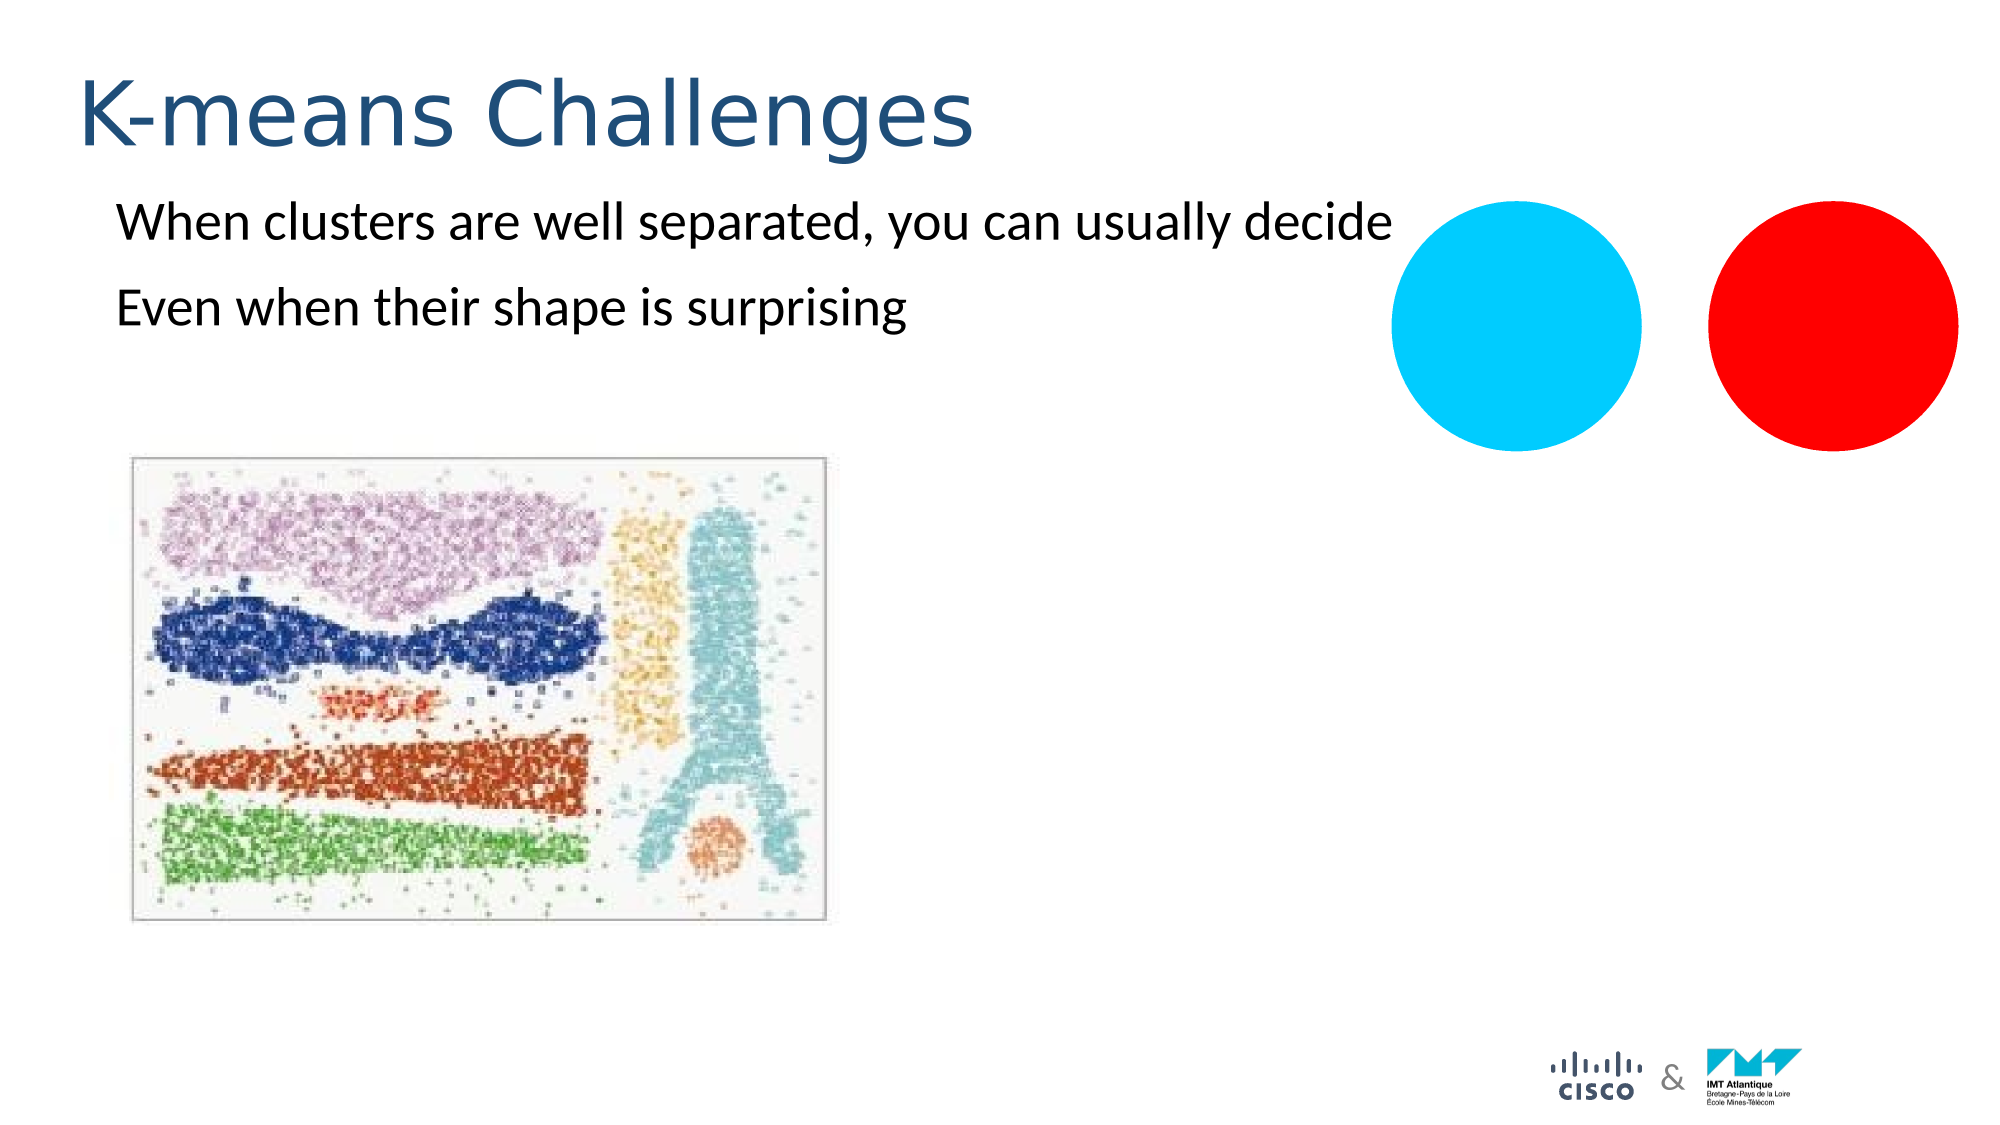 K-means Challenges
When clusters are well separated, you can usually decide
Even when their shape is surprising
CISCO
&
IMT Atlantique
Bretagne-Pays de la Loire
École Mines-Télécom